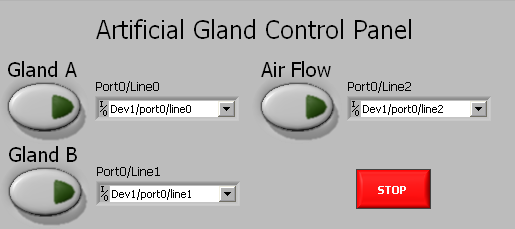 Artificial Gland Control Panel
Gland A
Port0/Line0
I/O Dev1/port0/line0
Air Flow
Port0/Line2
I/O Dev1/port0/line2
Gland B
Port0/Line1
I/O Dev1/port0/line1
STOP